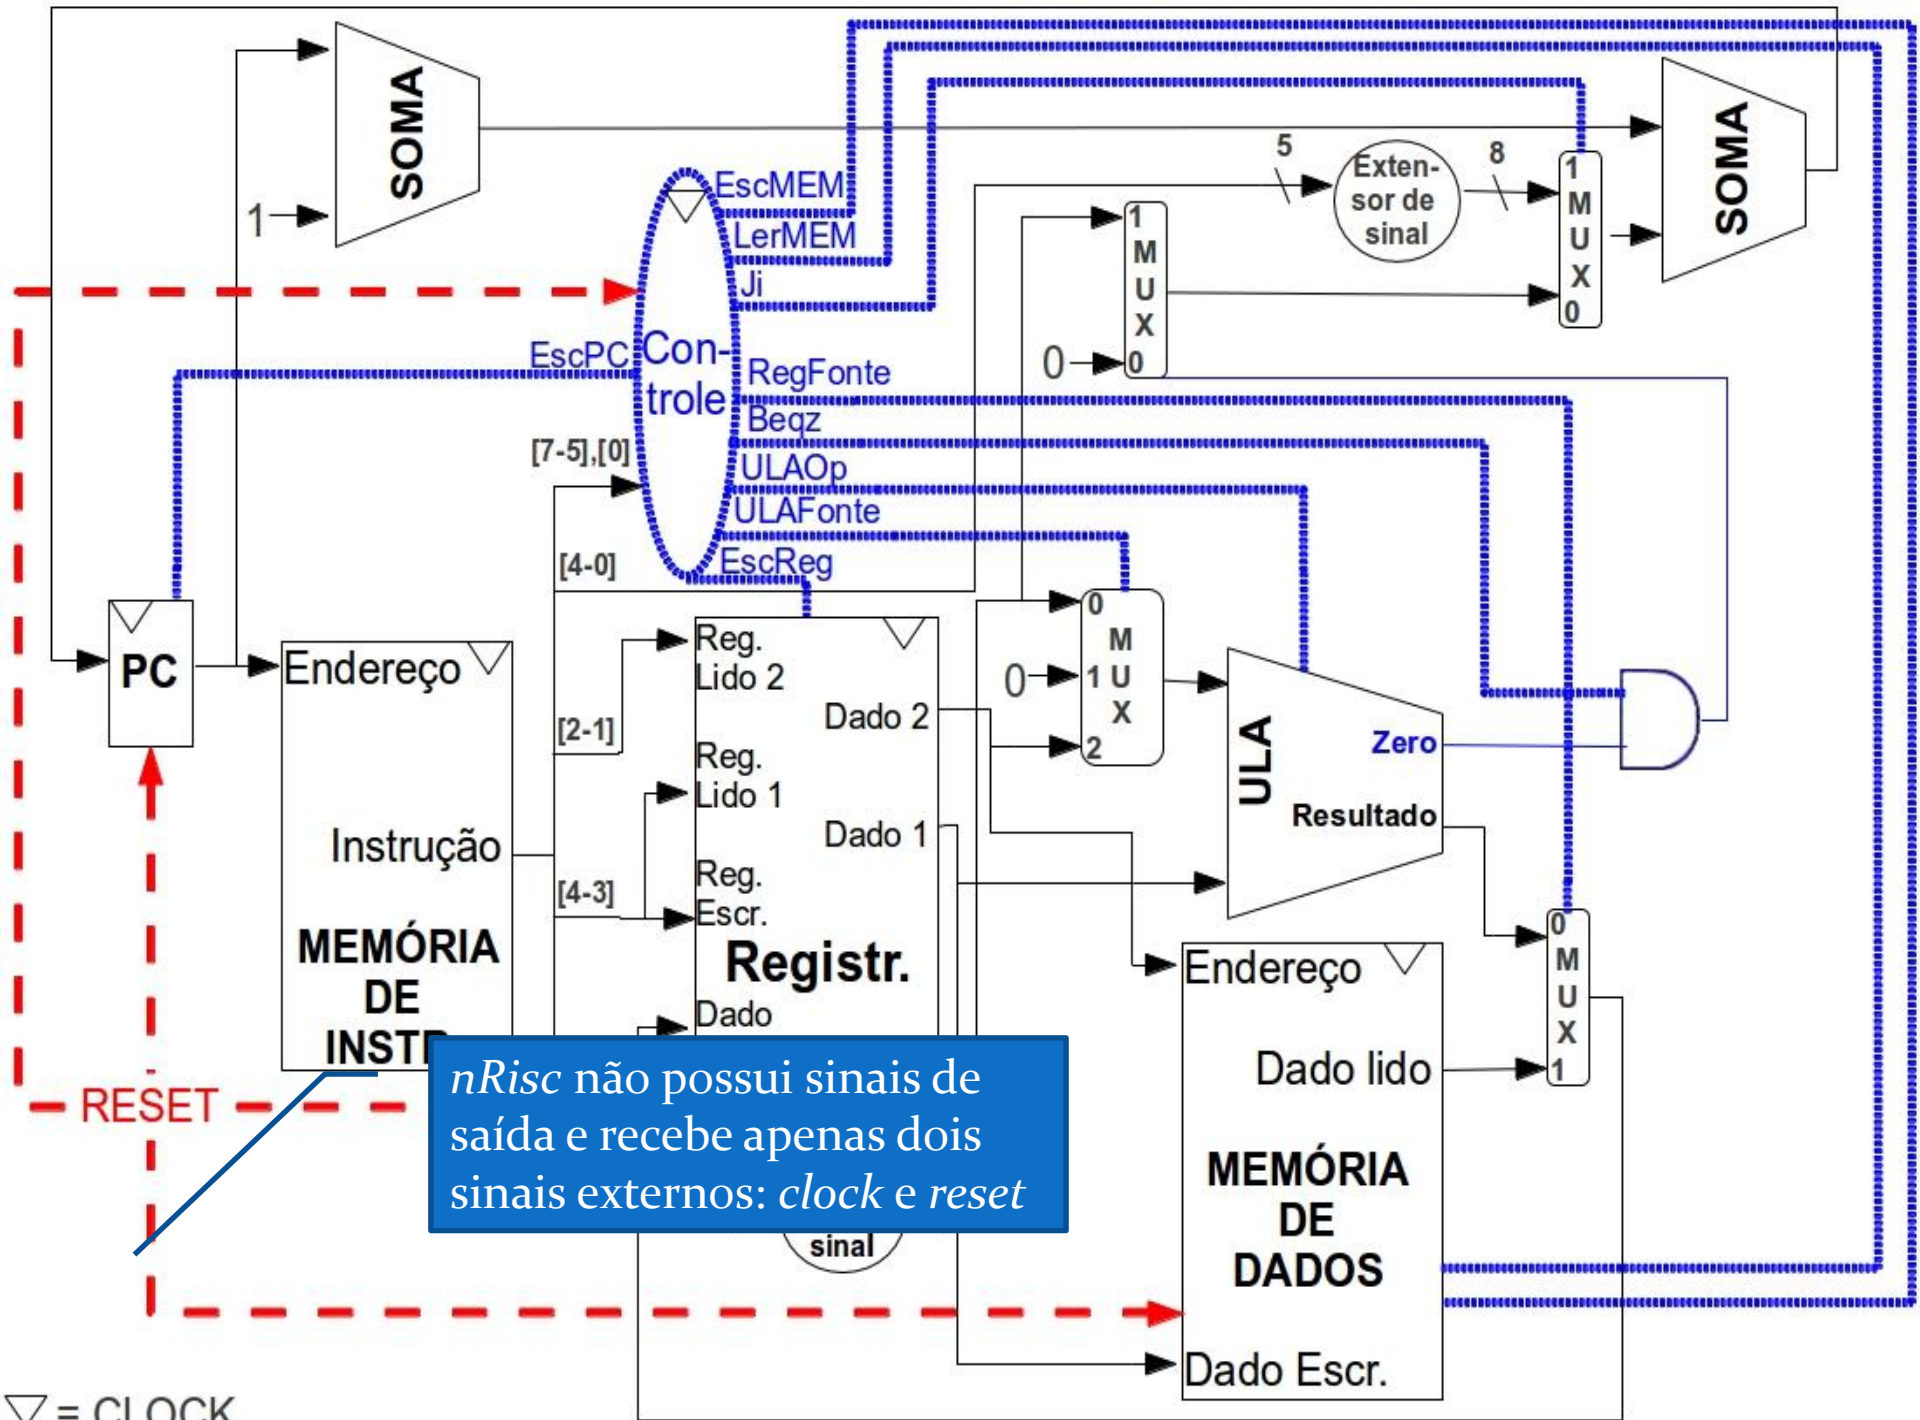 SOMA
1
EscMEM
LerMEM
Ji
EscPC
Con-
trole
RegFonte
Beqz
ULAOp
ULAFonte
EscReg
[7-5],[0]
[4-0]
5
Exten-
sor de
sinal
8
1
M
U
X
0
SOMA
1
M
U
X
0
0
PC
Endereço
Instrução
MEMÓRIA
DE
[2-1]
[4-3]
Reg.
Lido 2
Reg.
Lido 1
Reg.
Escr.
Registr.
Dado
Dado 2
Dado 1
0
M
1 U
X
2
0
ULA
Zero
Resultado
0
M
U
X
1
Endereço
Dado lido
MEMÓRIA
DE
DADOS
Dado Escr.
RESET
nRisc não possui sinais de
saída e recebe apenas dois
sinais externos: clock e reset
sinal
= CLOCK